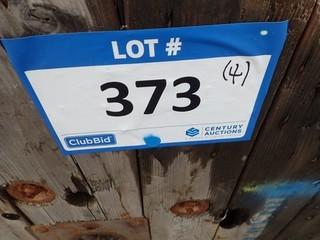 LOT #
373 (4)
ClubBid
CENTURY
AUCTIONS